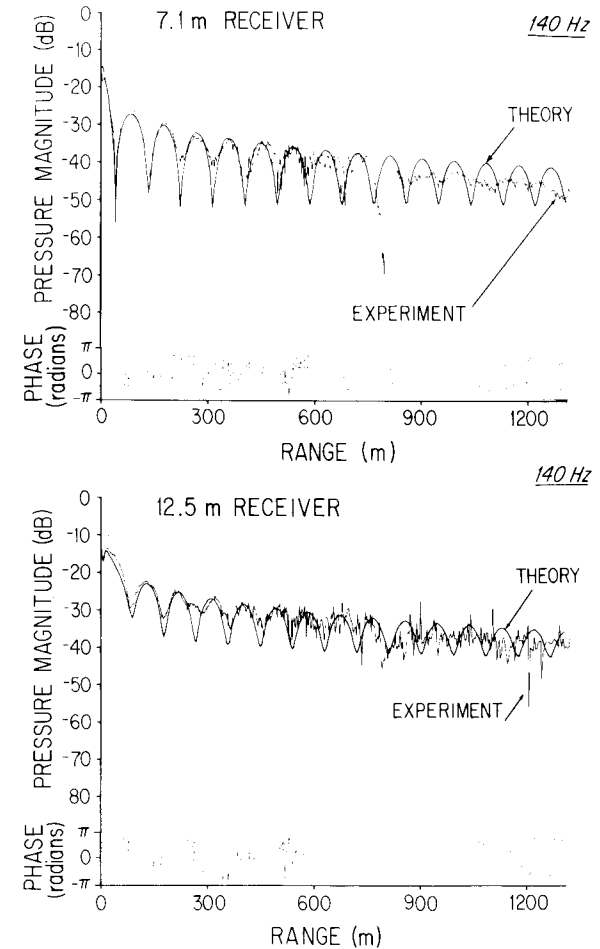 7.1 m RECEIVER
140 Hz
PRESSURE MAGNITUDE (dB)
0
-10
-20
-30
-40
-50
-60
-70
-80
THEORY
EXPERIMENT
PHASE
(radians)
π
0
-π
0 300 600 900 1200
RANGE (m)
140 Hz
12.5 m RECEIVER
PRESSURE MAGNITUDE (dB)
0
-10
-20
-30
-40
-50
-60
-70
80
THEORY
EXPERIMENT
PHASE
(radians)
π
0
-π
0 300 600 900 1200
RANGE (m)